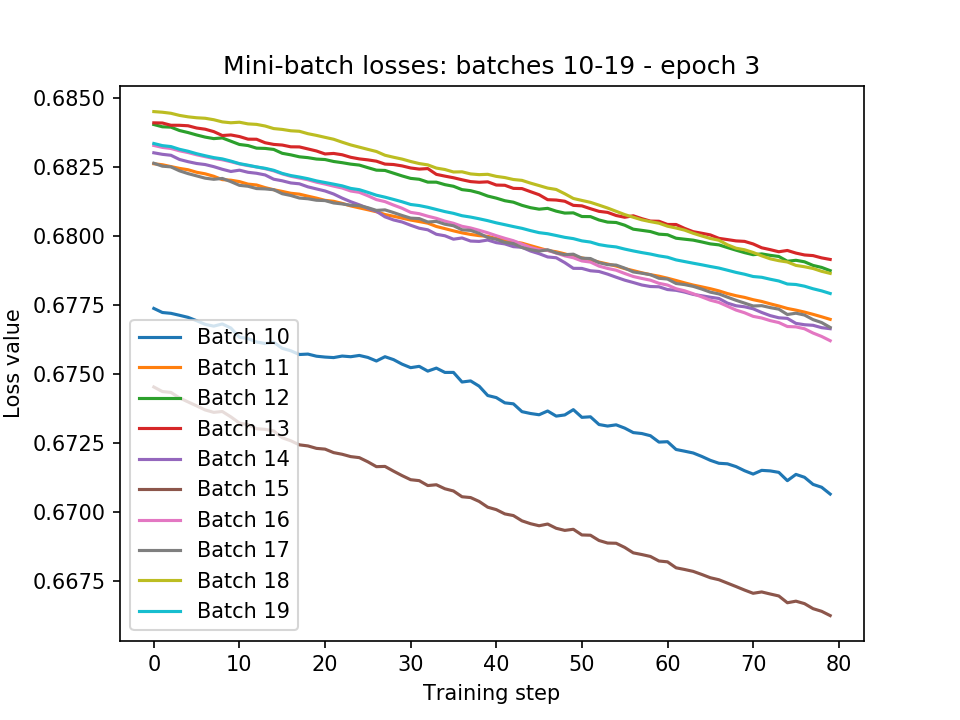 Mini-batch losses: batches 10-19 - epoch 3
0.6850
0.6825
0.6800
0.6775
0.6750
0.6725
0.6700
0.6675
Loss value
Batch 10
Batch 11
Batch 12
Batch 13
Batch 14
Batch 15
Batch 16
Batch 17
Batch 18
Batch 19
0 10 20 30 40 50 60 70 80
Training step